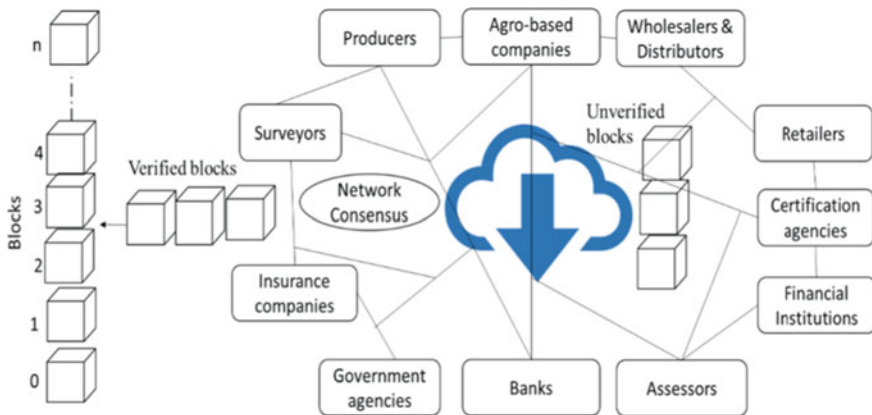 n
4
3
2
1
0
Blocks
Verified blocks
Producers
Agro-based
companies
Wholesalers &
Distributors
Surveyors
Unverified
blocks
Retailers
Network
Consensus
Certification
agencies
Insurance
companies
Financial
Institutions
Government
agencies
Banks
Assessors